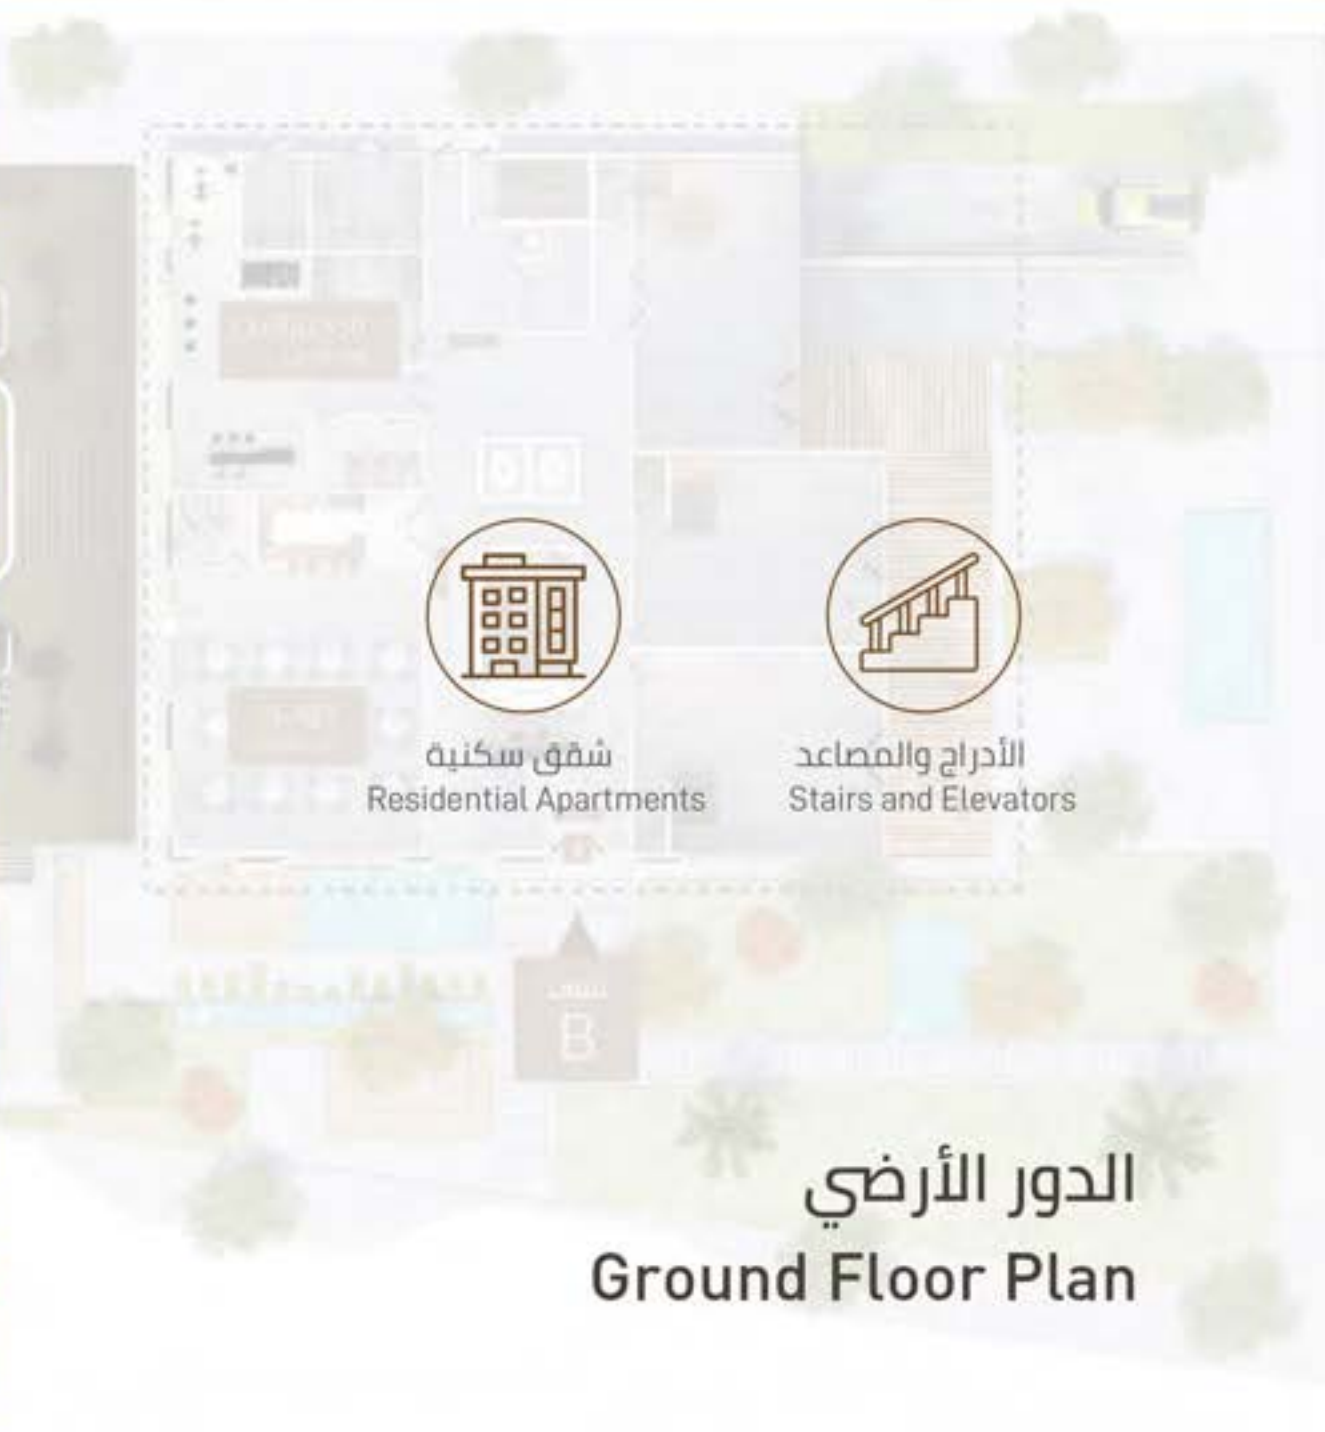 شقق سكنية
Residential Apartments
الأدراج والمصاعد
Stairs and Elevators
B
الدور الأرضي
Ground Floor Plan